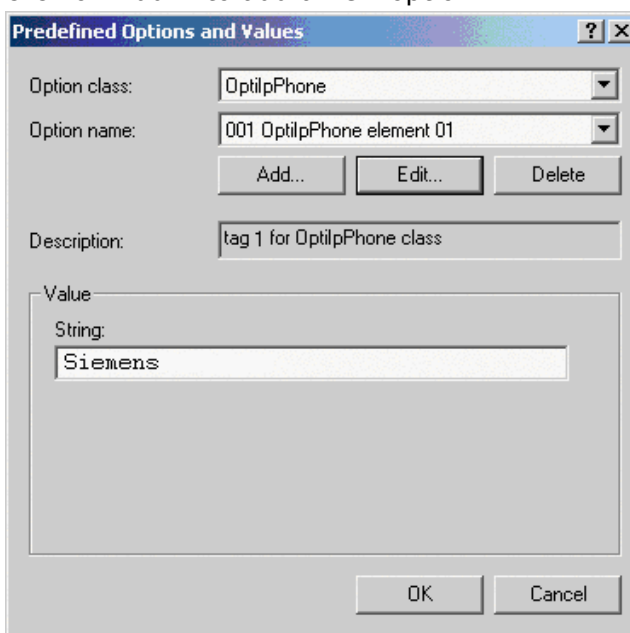 Predefined Options and Values
Option class: OptiIpPhone
Option name: 001 OptiIpPhone element 01
Add... Edit... Delete
Description: tag 1 for OptiIpPhone class
Value
String:
Siemens
OK Cancel